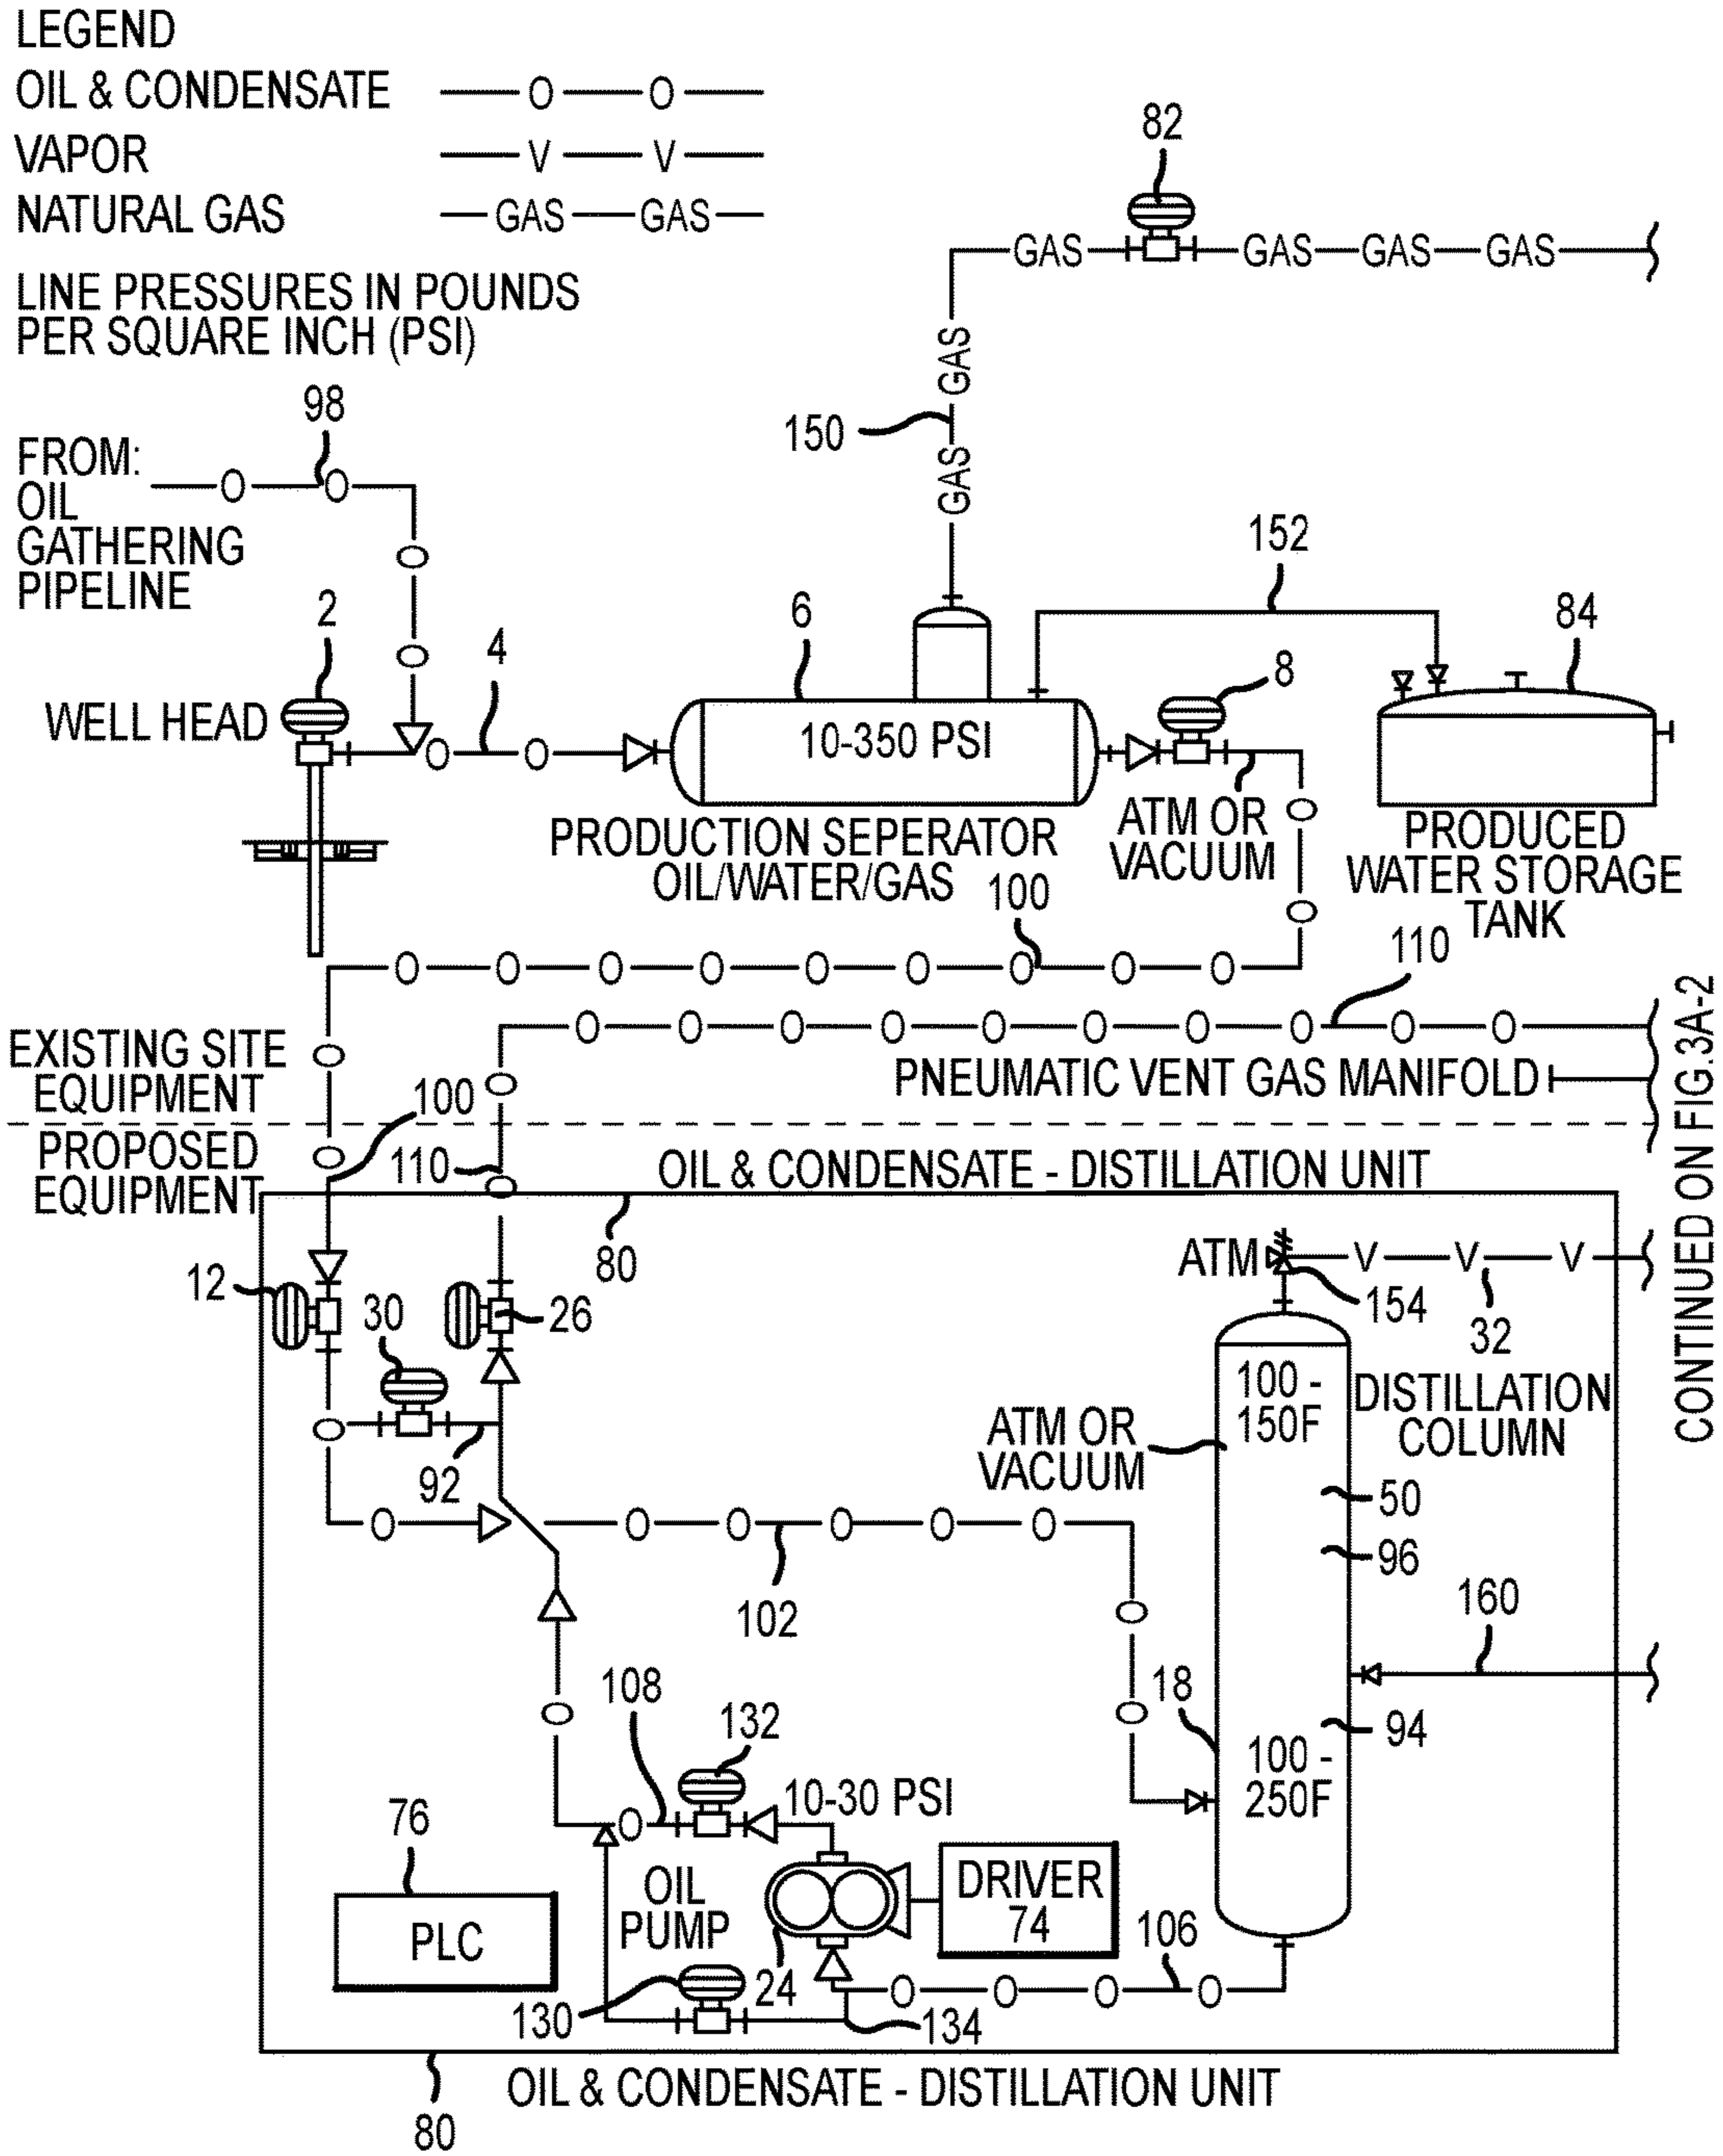 LEGEND
OIL & CONDENSATE
O O
VAPOR
V V
NATURAL GAS
GAS GAS
LINE PRESSURES IN POUNDS
PER SQUARE INCH (PSI)
82
GAS GAS GAS GAS
GAS
150
GAS
98
FROM:
OIL
GATHERING
PIPELINE
O O
O
O
152
2
4
6
8
84
WELL HEAD
O O
10-350 PSI
PRODUCTION SEPERATOR
OIL/WATER/GAS
ATM OR
VACUUM
O
O
PRODUCED
WATER STORAGE
TANK
100
110
O O O O O O O O O
O O O O O O O O O O
EXISTING SITE
EQUIPMENT
O
O
PNEUMATIC VENT GAS MANIFOLD
CONTINUED ON FIG.3A-2
100
PROPOSED
EQUIPMENT
O
110
O
OIL & CONDENSATE - DISTILLATION UNIT
80
12
30
26
ATM
V V V
154
32
100 -
150F
DISTILLATION
COLUMN
O
92
ATM OR
VACUUM
50
O
O O O O O
102
96
O
160
108
O
132
O
18
94
100 -
250F
76
O
10-30 PSI
PLC
OIL
PUMP
DRIVER
74
106
130
24
O O O O
134
OIL & CONDENSATE - DISTILLATION UNIT
80